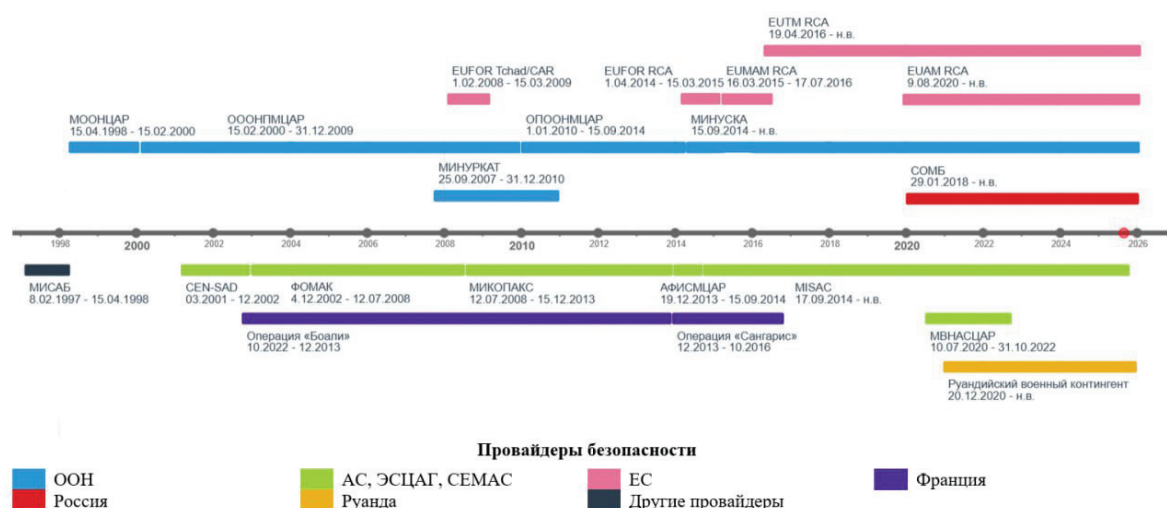 EUTM RCA
19.04.2016 - н.в.
EUFOR Tchad/CAR
1.02.2008 - 15.03.2009
EUFOR RCA
1.04.2014 - 15.03.2015
EUMAM RCA
16.03.2015 - 17.07.2016
EUAM RCA
9.08.2020 - н.в.
МООНЦАР
15.04.1998 - 15.02.2000
ОООНПМЦАР
15.02.2000 - 31.12.2009
ОПООНМЦАР
1.01.2010 - 15.09.2014
МИНУСКА
15.09.2014 - н.в.
МИНУРКАТ
25.09.2007 - 31.12.2010
СОМБ
29.01.2018 - н.в.
1998 2000 2002 2004 2006 2008 2010 2012 2014 2016 2018 2020 2022 2024 2026
МИСАБ
8.02.1997 - 15.04.1998
CEN-SAD
03.2001 - 12.2002
ФОМАК
4.12.2002 - 12.07.2008
МИКОПАКС
12.07.2008 - 15.12.2013
АФИСМЦАР
19.12.2013 - 15.09.2014
MISAC
17.09.2014 - н.в.
Операция «Боали»
10.2022 - 12.2013
Операция «Сангарис»
12.2013 - 10.2016
МВНАСЦАР
10.07.2020 - 31.10.2022
Руандийский военный контингент
20.12.2020 - н.в.
Провайдеры безопасности
ООН
АС, ЭСЦАГ, СЕМАС
ЕС
Франция
Россия
Руанда
Другие провайдеры